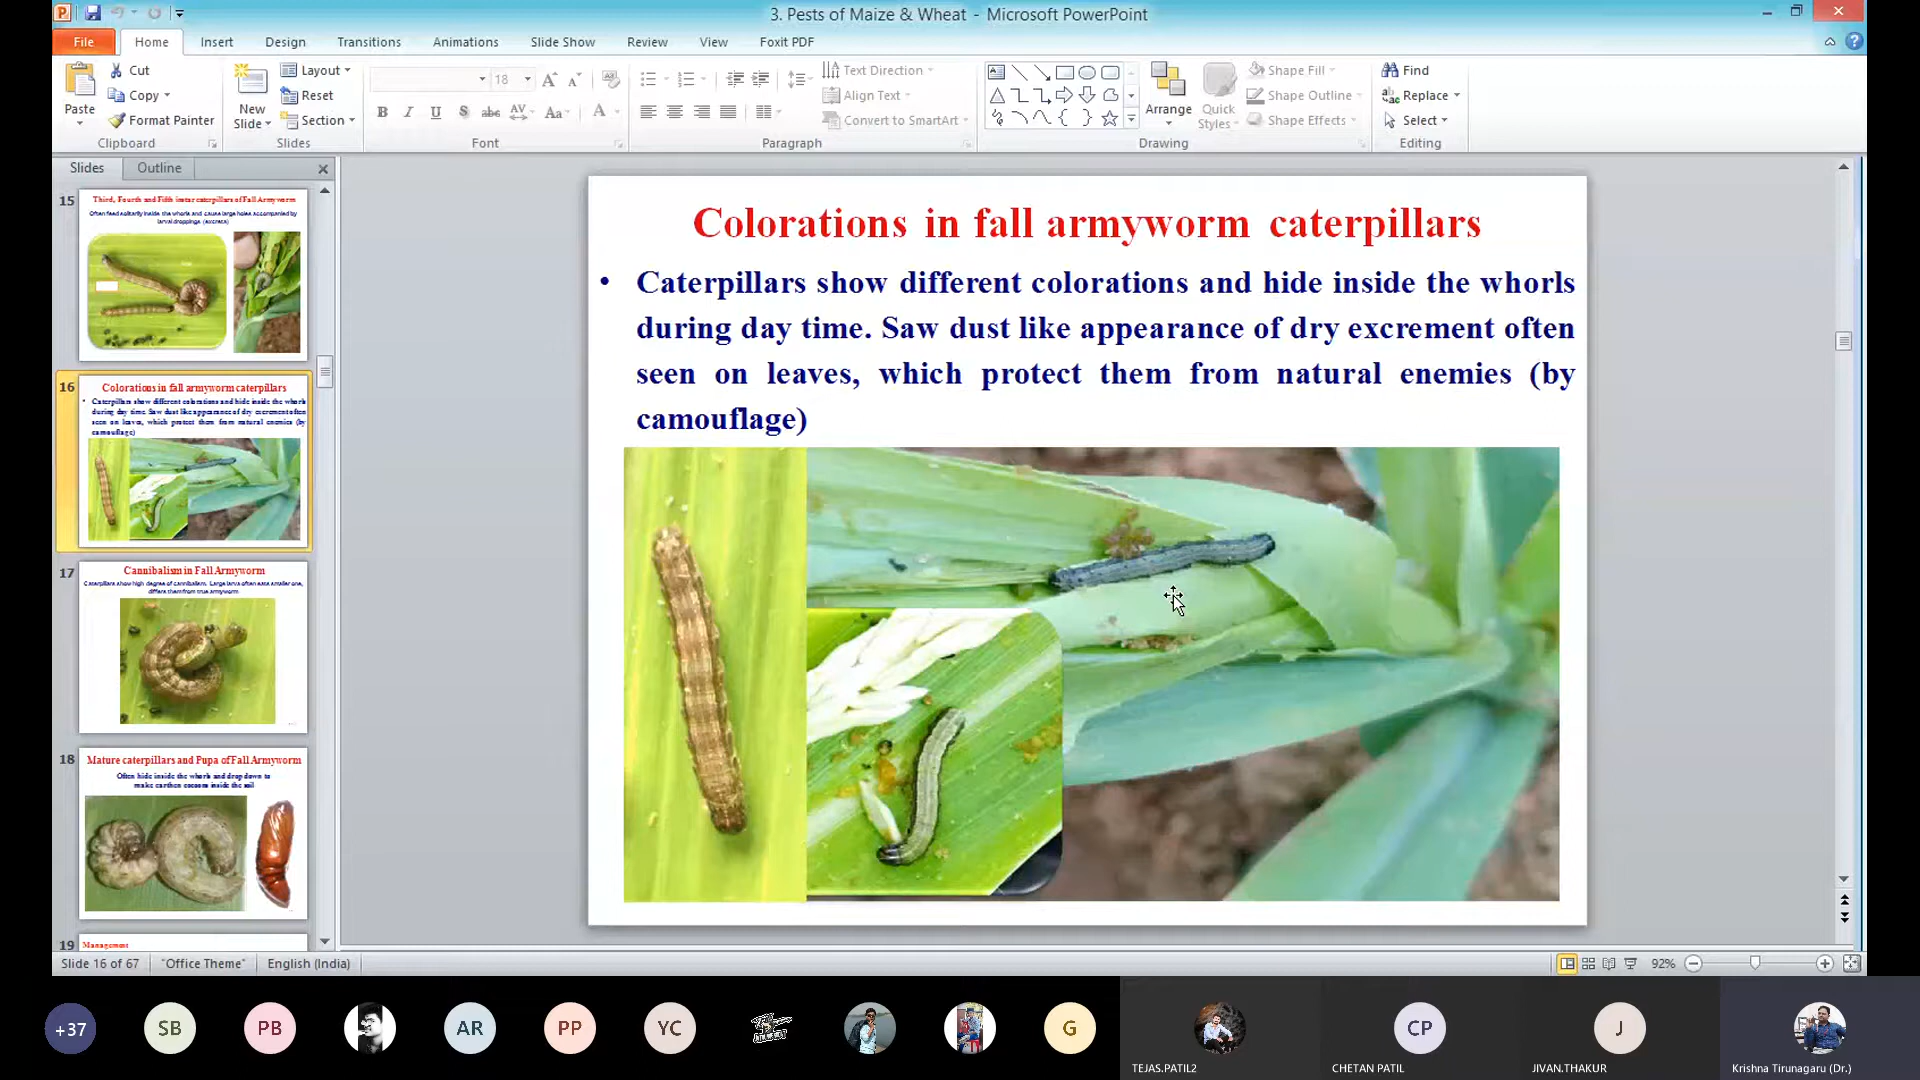 3. Pests of Maize & Wheat - Microsoft PowerPoint
File Home Insert Design Transitions Animations Slide Show Review View Foxit PDF
Paste
Cut
Copy
Format Painter
Clipboard
New Slide
Layout
Reset
Section
Slides
18
Font
Text Direction
Align Text
Convert to SmartArt
Paragraph
Arrange
Quick Styles
Shape Fill
Shape Outline
Shape Effects
Drawing
Find
Replace
Select
Editing
Slides Outline
15
Third, Fourth and Fifth instar caterpillars of Fall Armyworm
Often feed solitarily inside the whorls and cause large holes accompanied by
larval droppings (excreta)
16
Colorations in fall armyworm caterpillars
• Caterpillars show different colorations and hide inside the whorls
during day time. Saw dust like appearance of dry excrement often
seen on leaves, which protect them from natural enemies (by
camouflage)
17
Cannibalism in Fall Armyworm
Caterpillars show high degree of cannibalism. Large larva often eats smaller one,
differs them from true armyworm
18
Mature caterpillars and Pupa of Fall Armyworm
Often hide inside the whorls and drop down to
make earthen cocoons inside the soil
19
Management
Colorations in fall armyworm caterpillars
• Caterpillars show different colorations and hide inside the whorls
during day time. Saw dust like appearance of dry excrement often
seen on leaves, which protect them from natural enemies (by
camouflage)
Slide 16 of 67 "Office Theme" English (India) 92%
+37 SB PB AR PP YC G CP J
TEJAS.PATIL2 CHETAN PATIL JIVAN.THAKUR Krishna Tirunagaru (Dr.)